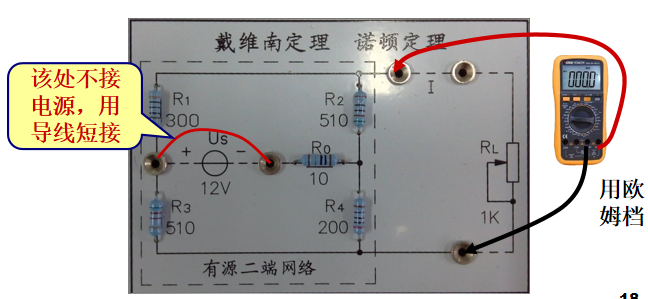 戴维南定理 诺顿定理
该处不接
电源，用
导线短接
R1
300
R2
510
I
Us
+
-
12V
R0
10
RL
1K
R3
510
R4
200
有源二端网络
000.0
用欧
姆档
18